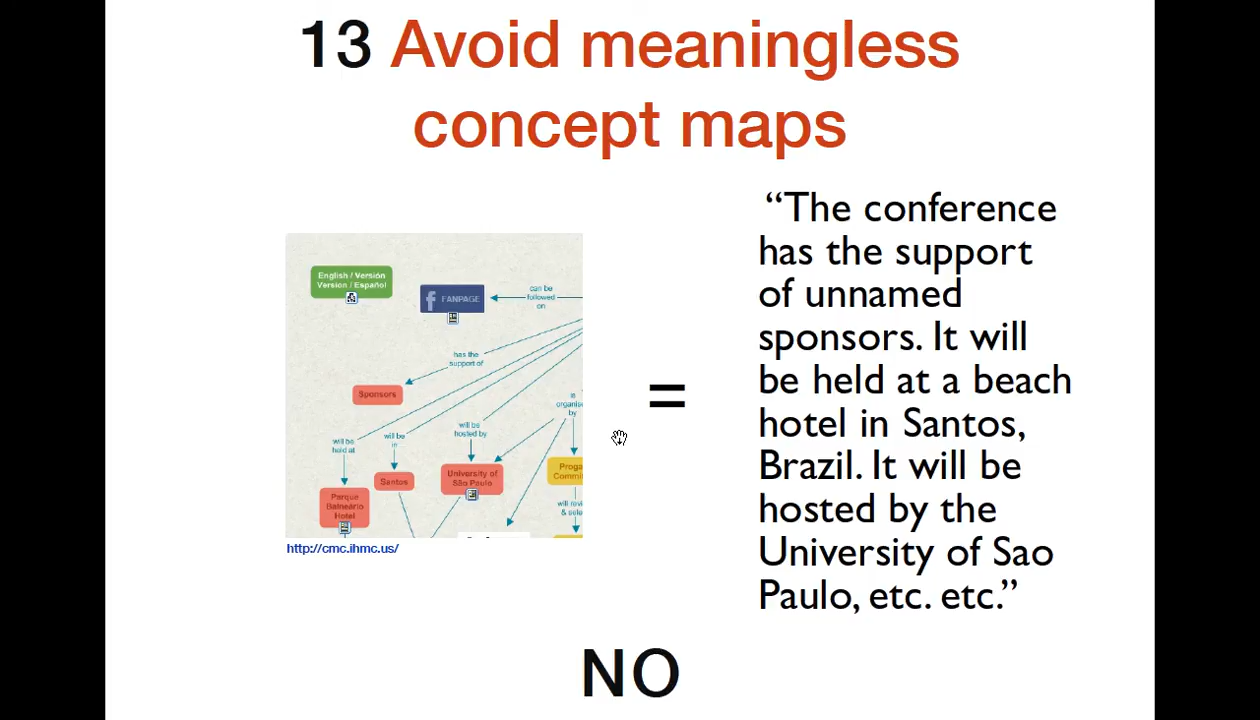 13 Avoid meaningless
concept maps
“The conference
has the support
of unnamed
sponsors. It will
be held at a beach
hotel in Santos,
Brazil. It will be
hosted by the
University of Sao
Paulo, etc. etc.”
=
English / Versión
Version / Español
f FANPAGE
can be
followed
on
has the
support of
Sponsors
is
organise
by
will be
held at
will be
in
will be
hosted by
Parque
Balneário
Hotel
Santos
University of
São Paulo
Proga
Commi
will revi
& sele
http://cmc.ihmc.us/
NO